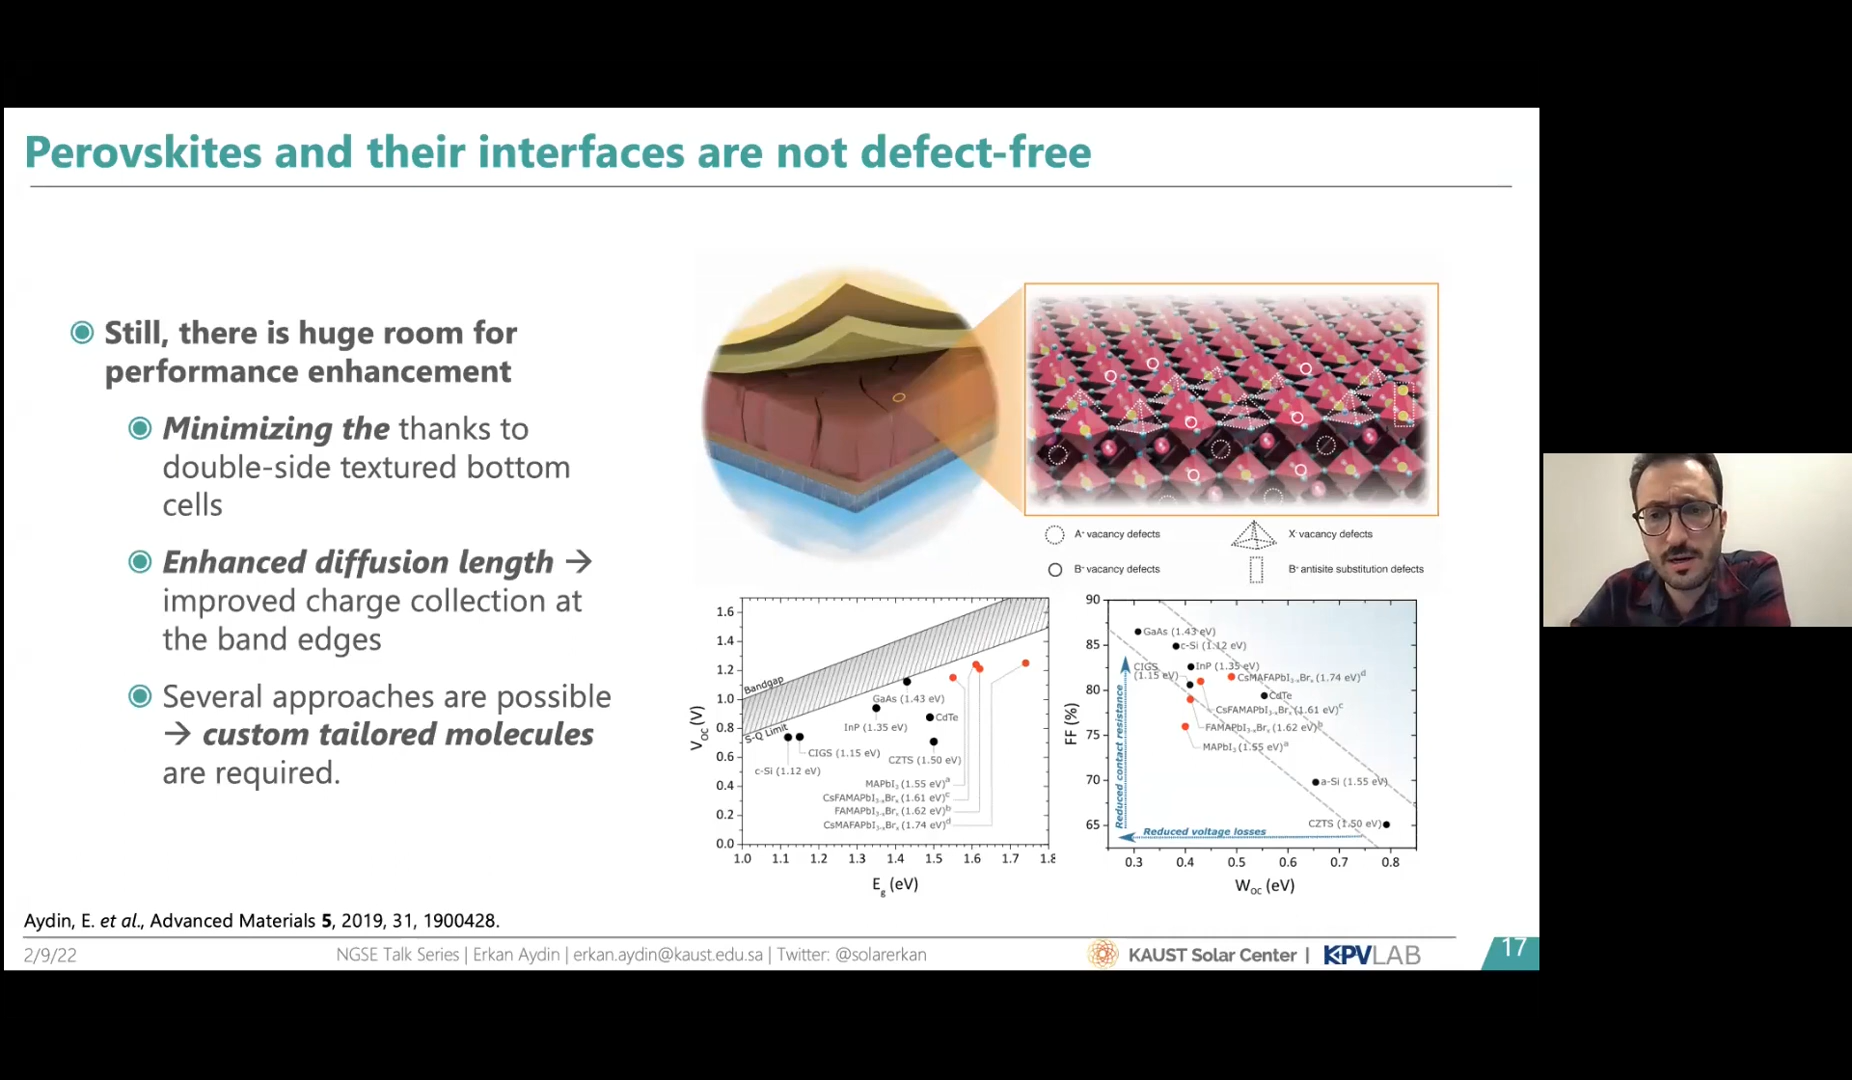 Perovskites and their interfaces are not defect-free
Still, there is huge room for
performance enhancement
Minimizing the thanks to
double-side textured bottom
cells
Enhanced diffusion length →
improved charge collection at
the band edges
Several approaches are possible
→ custom tailored molecules
are required.
A⁺ vacancy defects
X⁻ vacancy defects
B⁺ vacancy defects
B⁺ antisite substitution defects
1.6
1.4
1.2
1.0
0.8
0.6
0.4
0.2
0.0
V_OC (V)
Bandgap
S-Q Limit
GaAs (1.43 eV)
InP (1.35 eV)
CdTe
CIGS (1.15 eV)
CZTS (1.50 eV)
c-Si (1.12 eV)
MAPbI₃ (1.55 eV)ᵃ
CsFAMAPbI₃₋ₓBrₓ (1.61 eV)ᶜ
FAMAPbI₃₋ₓBrₓ (1.62 eV)ᵇ
CsMAFAPbI₃₋ₓBrₓ (1.74 eV)ᵈ
1.0 1.1 1.2 1.3 1.4 1.5 1.6 1.7 1.8
E_g (eV)
90
85
80
75
70
65
FF (%)
GaAs (1.43 eV)
c-Si (1.12 eV)
CIGS
(1.15 eV)
InP (1.35 eV)
CsMAFAPbI₃₋ₓBrₓ (1.74 eV)ᵈ
CdTe
CsFAMAPbI₃₋ₓBrₓ (1.61 eV)ᶜ
FAMAPbI₃₋ₓBrₓ (1.62 eV)ᵇ
MAPbI₃ (1.55 eV)ᵃ
a-Si (1.55 eV)
CZTS (1.50 eV)
Reduced contact resistance
Reduced voltage losses
0.3 0.4 0.5 0.6 0.7 0.8
W_OC (eV)
Aydin, E. et al., Advanced Materials 5, 2019, 31, 1900428.
2/9/22
NGSE Talk Series | Erkan Aydin | erkan.aydin@kaust.edu.sa | Twitter: @solarerkan
KAUST Solar Center |
KPVLAB
17